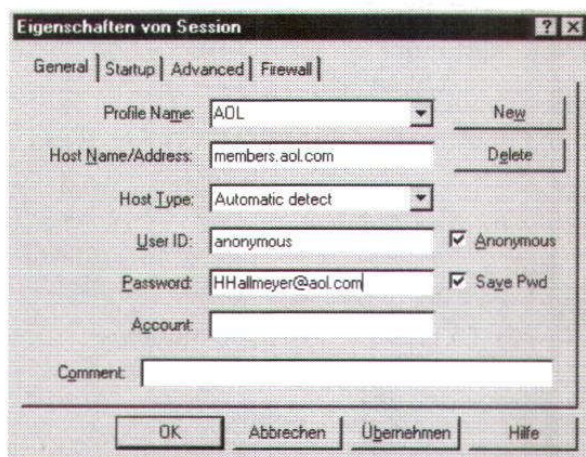 Eigenschaften von Session
General Startup Advanced Firewall
Profile Name: AOL New
Host Name/Address: members.aol.com Delete
Host Type: Automatic detect
User ID: anonymous Anonymous
Password: HHallmeyer@aol.com Save Pwd
Account:
Comment:
OK Abbrechen Übernehmen Hilfe